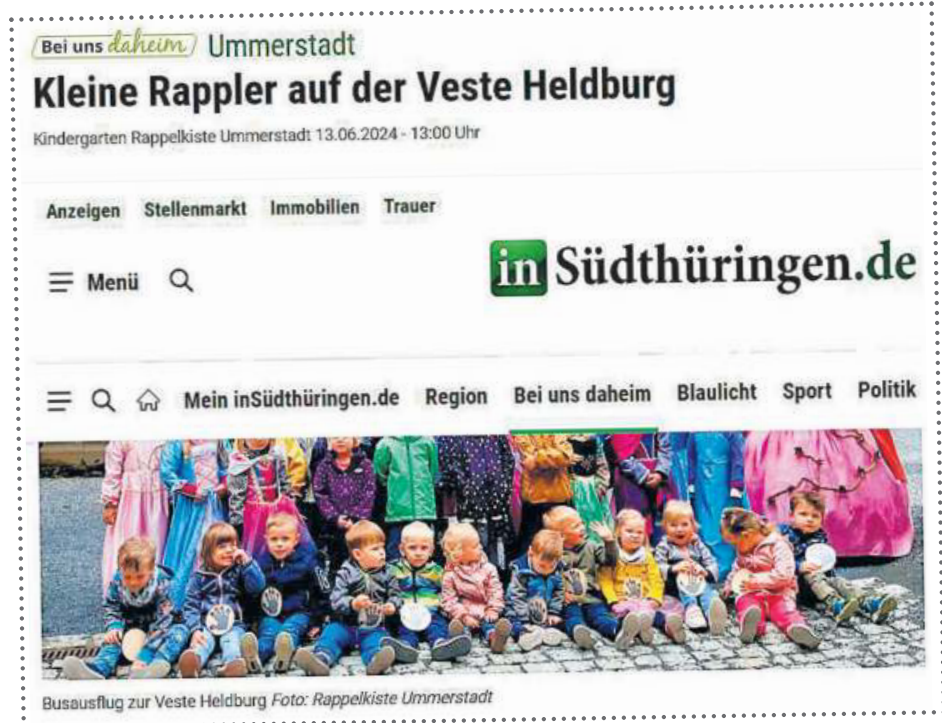 Bei uns daheim Ummerstadt
Kleine Rappler auf der Veste Heldburg
Kindergarten Rappelkiste Ummerstadt 13.06.2024 - 13:00 Uhr
Anzeigen Stellenmarkt Immobilien Trauer
Menü in Südthüringen.de
Mein inSüdthüringen.de Region Bei uns daheim Blaulicht Sport Politik
Busausflug zur Veste Heldburg Foto: Rappelkiste Ummerstadt